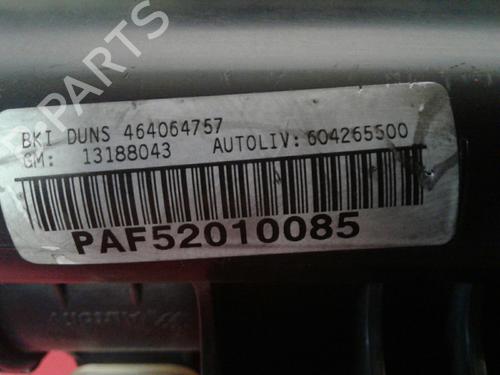 B-PARTS
BKI DUNS 464064757
GM: 13188043 AUTOLIV: 604265500
PAF52010085